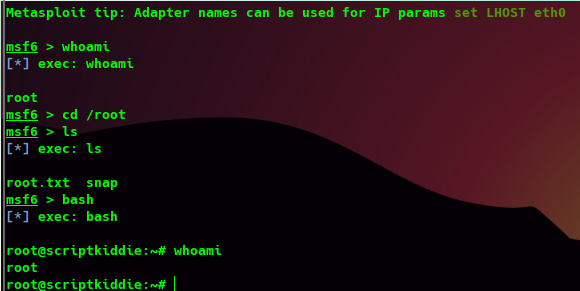 Metasploit tip: Adapter names can be used for IP params set LHOST eth0
msf6 > whoami
[*] exec: whoami
root
msf6 > cd /root
msf6 > ls
[*] exec: ls
root.txt  snap
msf6 > bash
[*] exec: bash
root@scriptkiddie:~# whoami
root
root@scriptkiddie:~#